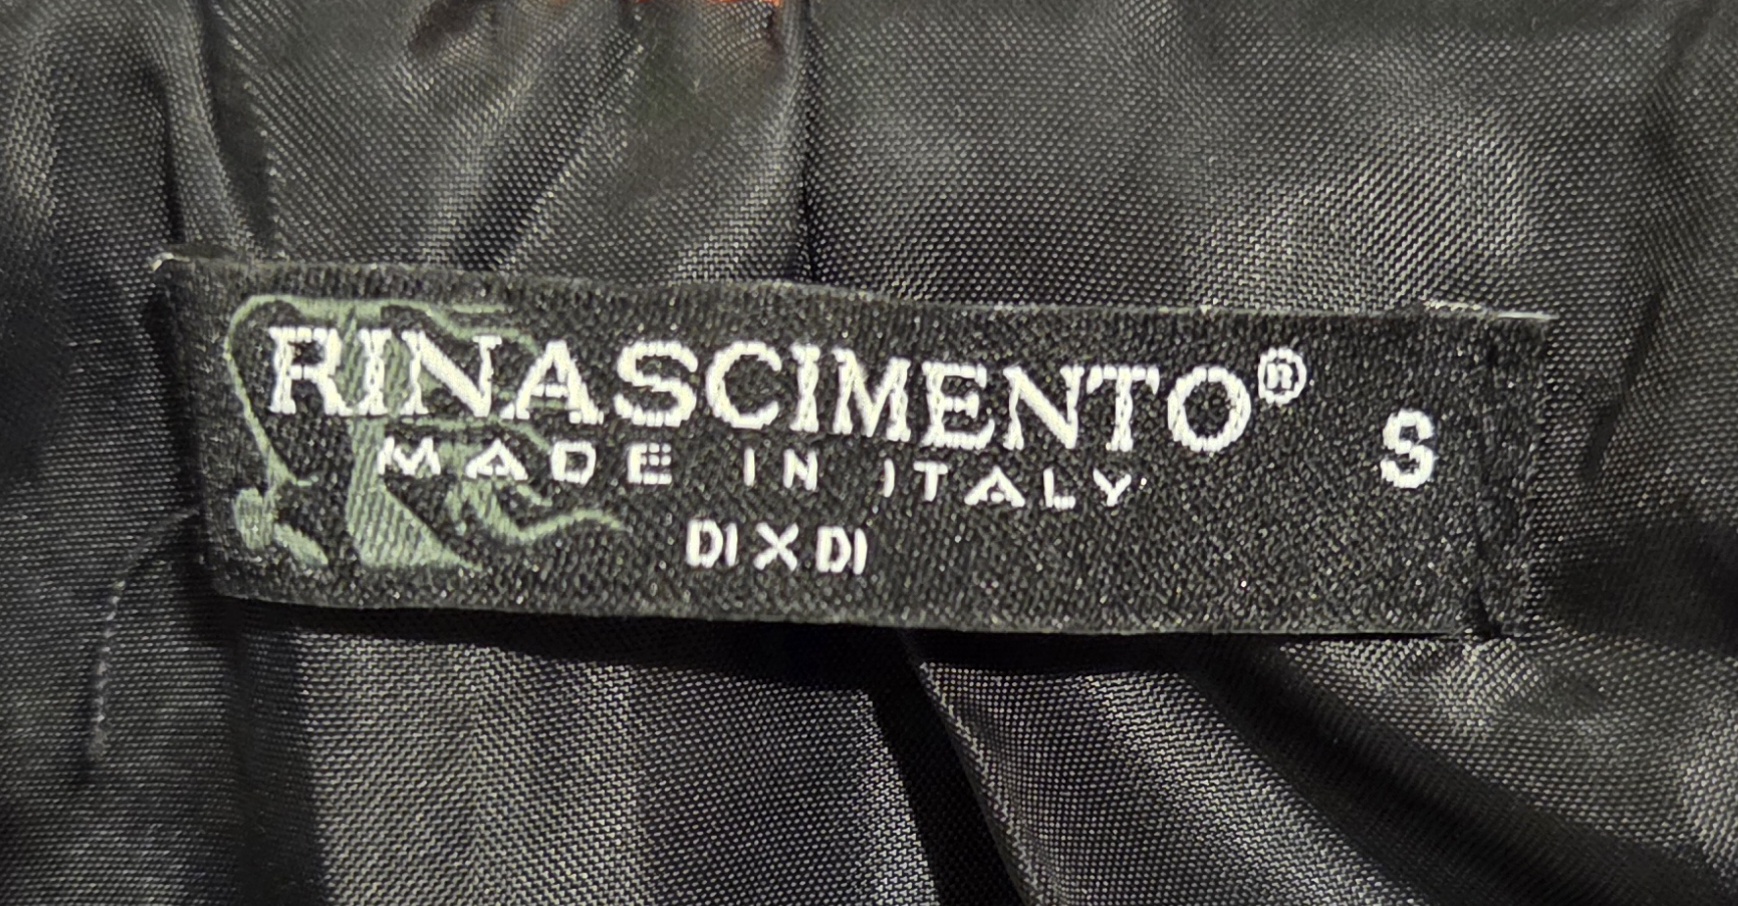 RINASCIMENTO®
MADE IN ITALY
DI X DI
S